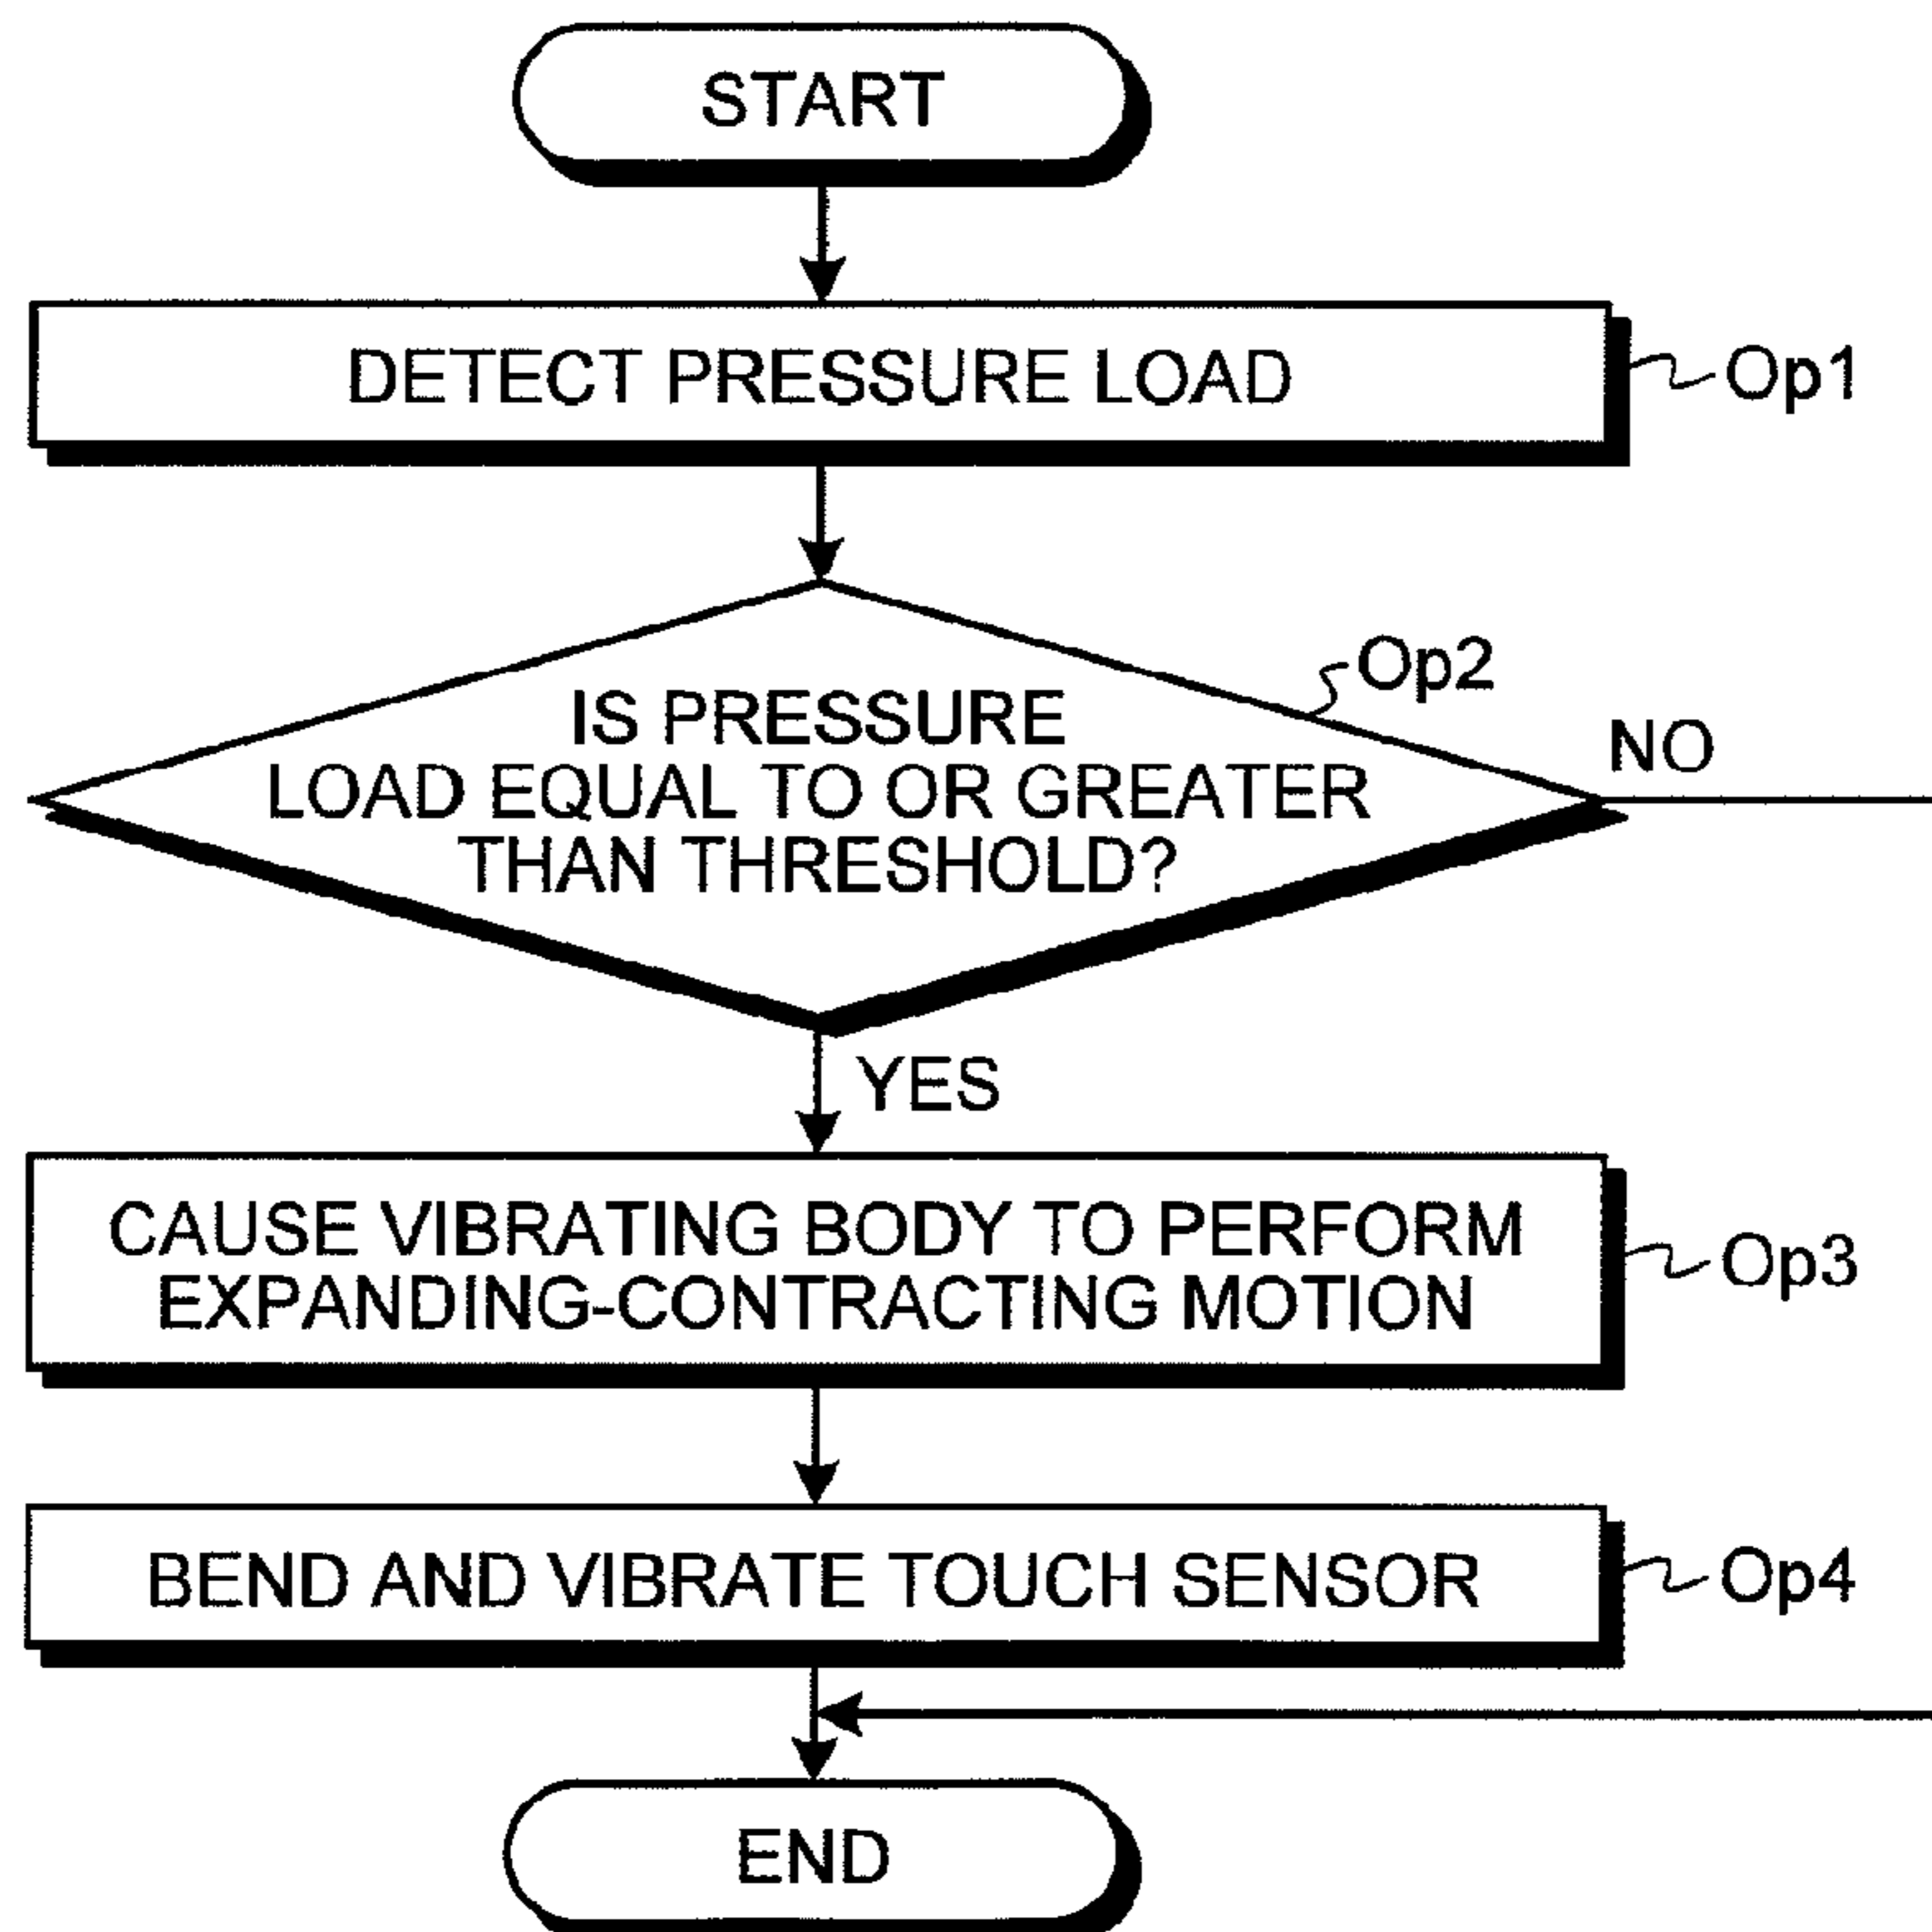 START
DETECT PRESSURE LOAD
Op1
Op2
IS PRESSURE
LOAD EQUAL TO OR GREATER
THAN THRESHOLD?
NO
YES
CAUSE VIBRATING BODY TO PERFORM
EXPANDING-CONTRACTING MOTION
Op3
BEND AND VIBRATE TOUCH SENSOR
Op4
END